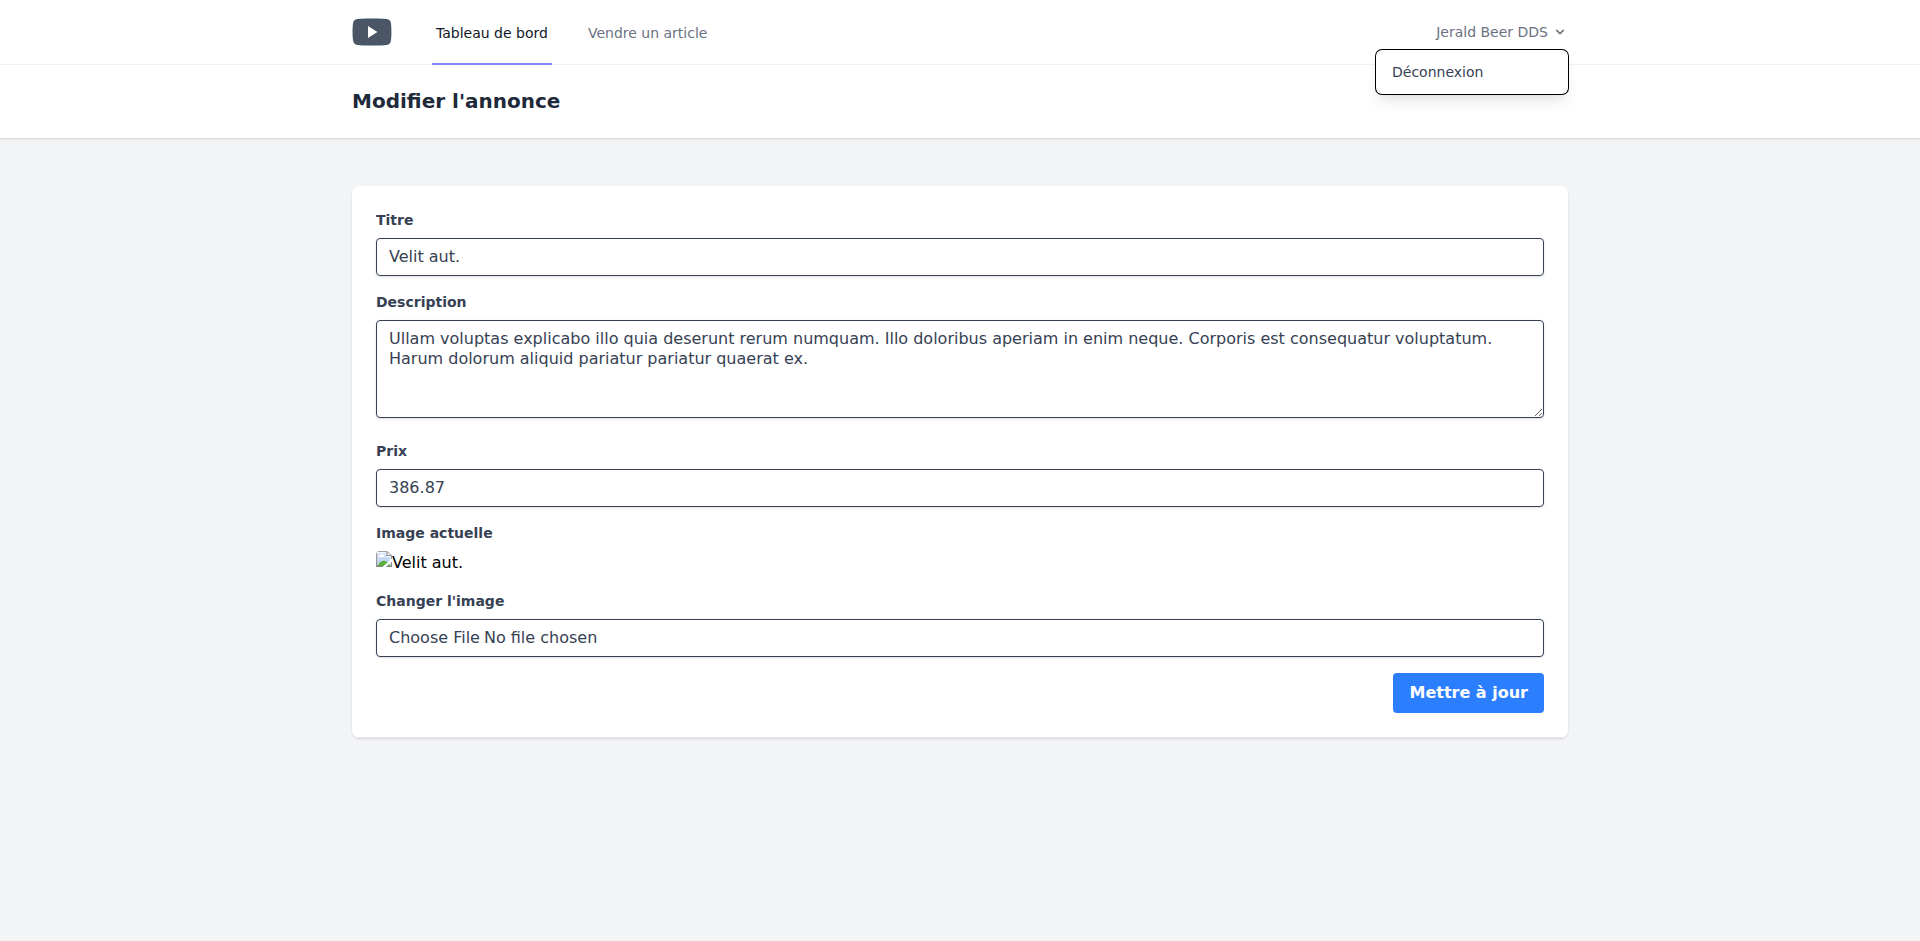 Tableau de bord
Vendre un article
Jerald Beer DDS
Déconnexion
Modifier l'annonce
Titre
Velit aut.
Description
Ullam voluptas explicabo illo quia deserunt rerum numquam. Illo doloribus aperiam in enim neque. Corporis est consequatur voluptatum.
Harum dolorum aliquid pariatur pariatur quaerat ex.
Prix
386.87
Image actuelle
Velit aut.
Changer l'image
Choose File No file chosen
Mettre à jour